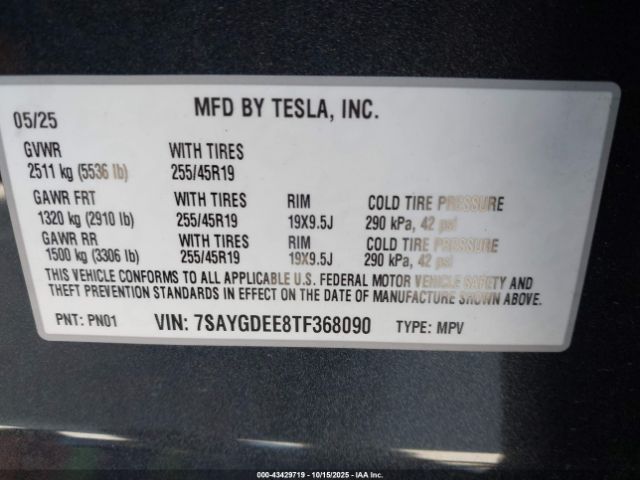 MFD BY TESLA, INC.
05/25
GVWR WITH TIRES
2511 kg (5536 lb) 255/45R19
GAWR FRT WITH TIRES RIM COLD TIRE PRESSURE
1320 kg (2910 lb) 255/45R19 19X9.5J 290 kPa, 42 psi
GAWR RR WITH TIRES RIM COLD TIRE PRESSURE
1500 kg (3306 lb) 255/45R19 19X9.5J 290 kPa, 42 psi
THIS VEHICLE CONFORMS TO ALL APPLICABLE U.S. FEDERAL MOTOR VEHICLE SAFETY AND
THEFT PREVENTION STANDARDS IN EFFECT ON THE DATE OF MANUFACTURE SHOWN ABOVE.
PNT: PN01 VIN: 7SAYGDEE8TF368090 TYPE: MPV
000-43429719 | 10/15/2025 | IAA Inc.